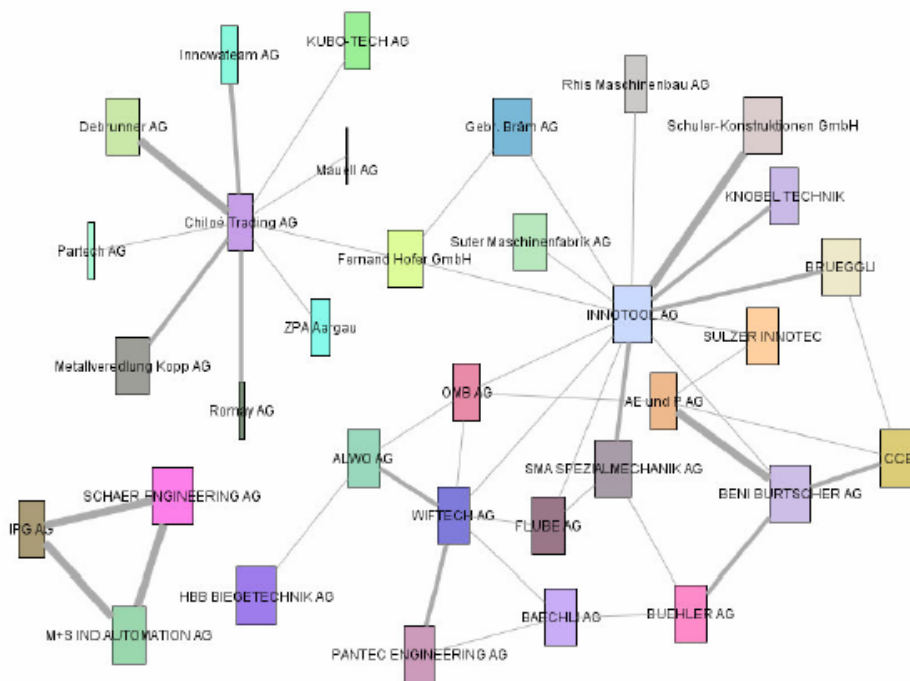 Innowateam AG
KUBO-TECH AG
Rhis Maschinenbau AG
Debrunner AG
Gebr. Bräm AG
Schuler-Konstruktionen GmbH
Mauell AG
KNOBEL TECHNIK
Chiloé Trading AG
Partech AG
Fernand Hofer GmbH
Suter Maschinenfabrik AG
BRUEGGLI
INNOTOOL AG
ZPA Aargau
SULZER INNOTEC
Metallveredlung Kopp AG
Romay AG
OMB AG
AE und P AG
ALWO AG
SMA SPEZIALMECHANIK AG
CCB
SCHAER ENGINEERING AG
BENI BURTSCHER AG
IPG AG
WIFTECH AG
FLUBE AG
HBB BIEGETECHNIK AG
BAECHLI AG
BUEHLER AG
M+S IND.AUTOMATION AG
PANTEC ENGINEERING AG